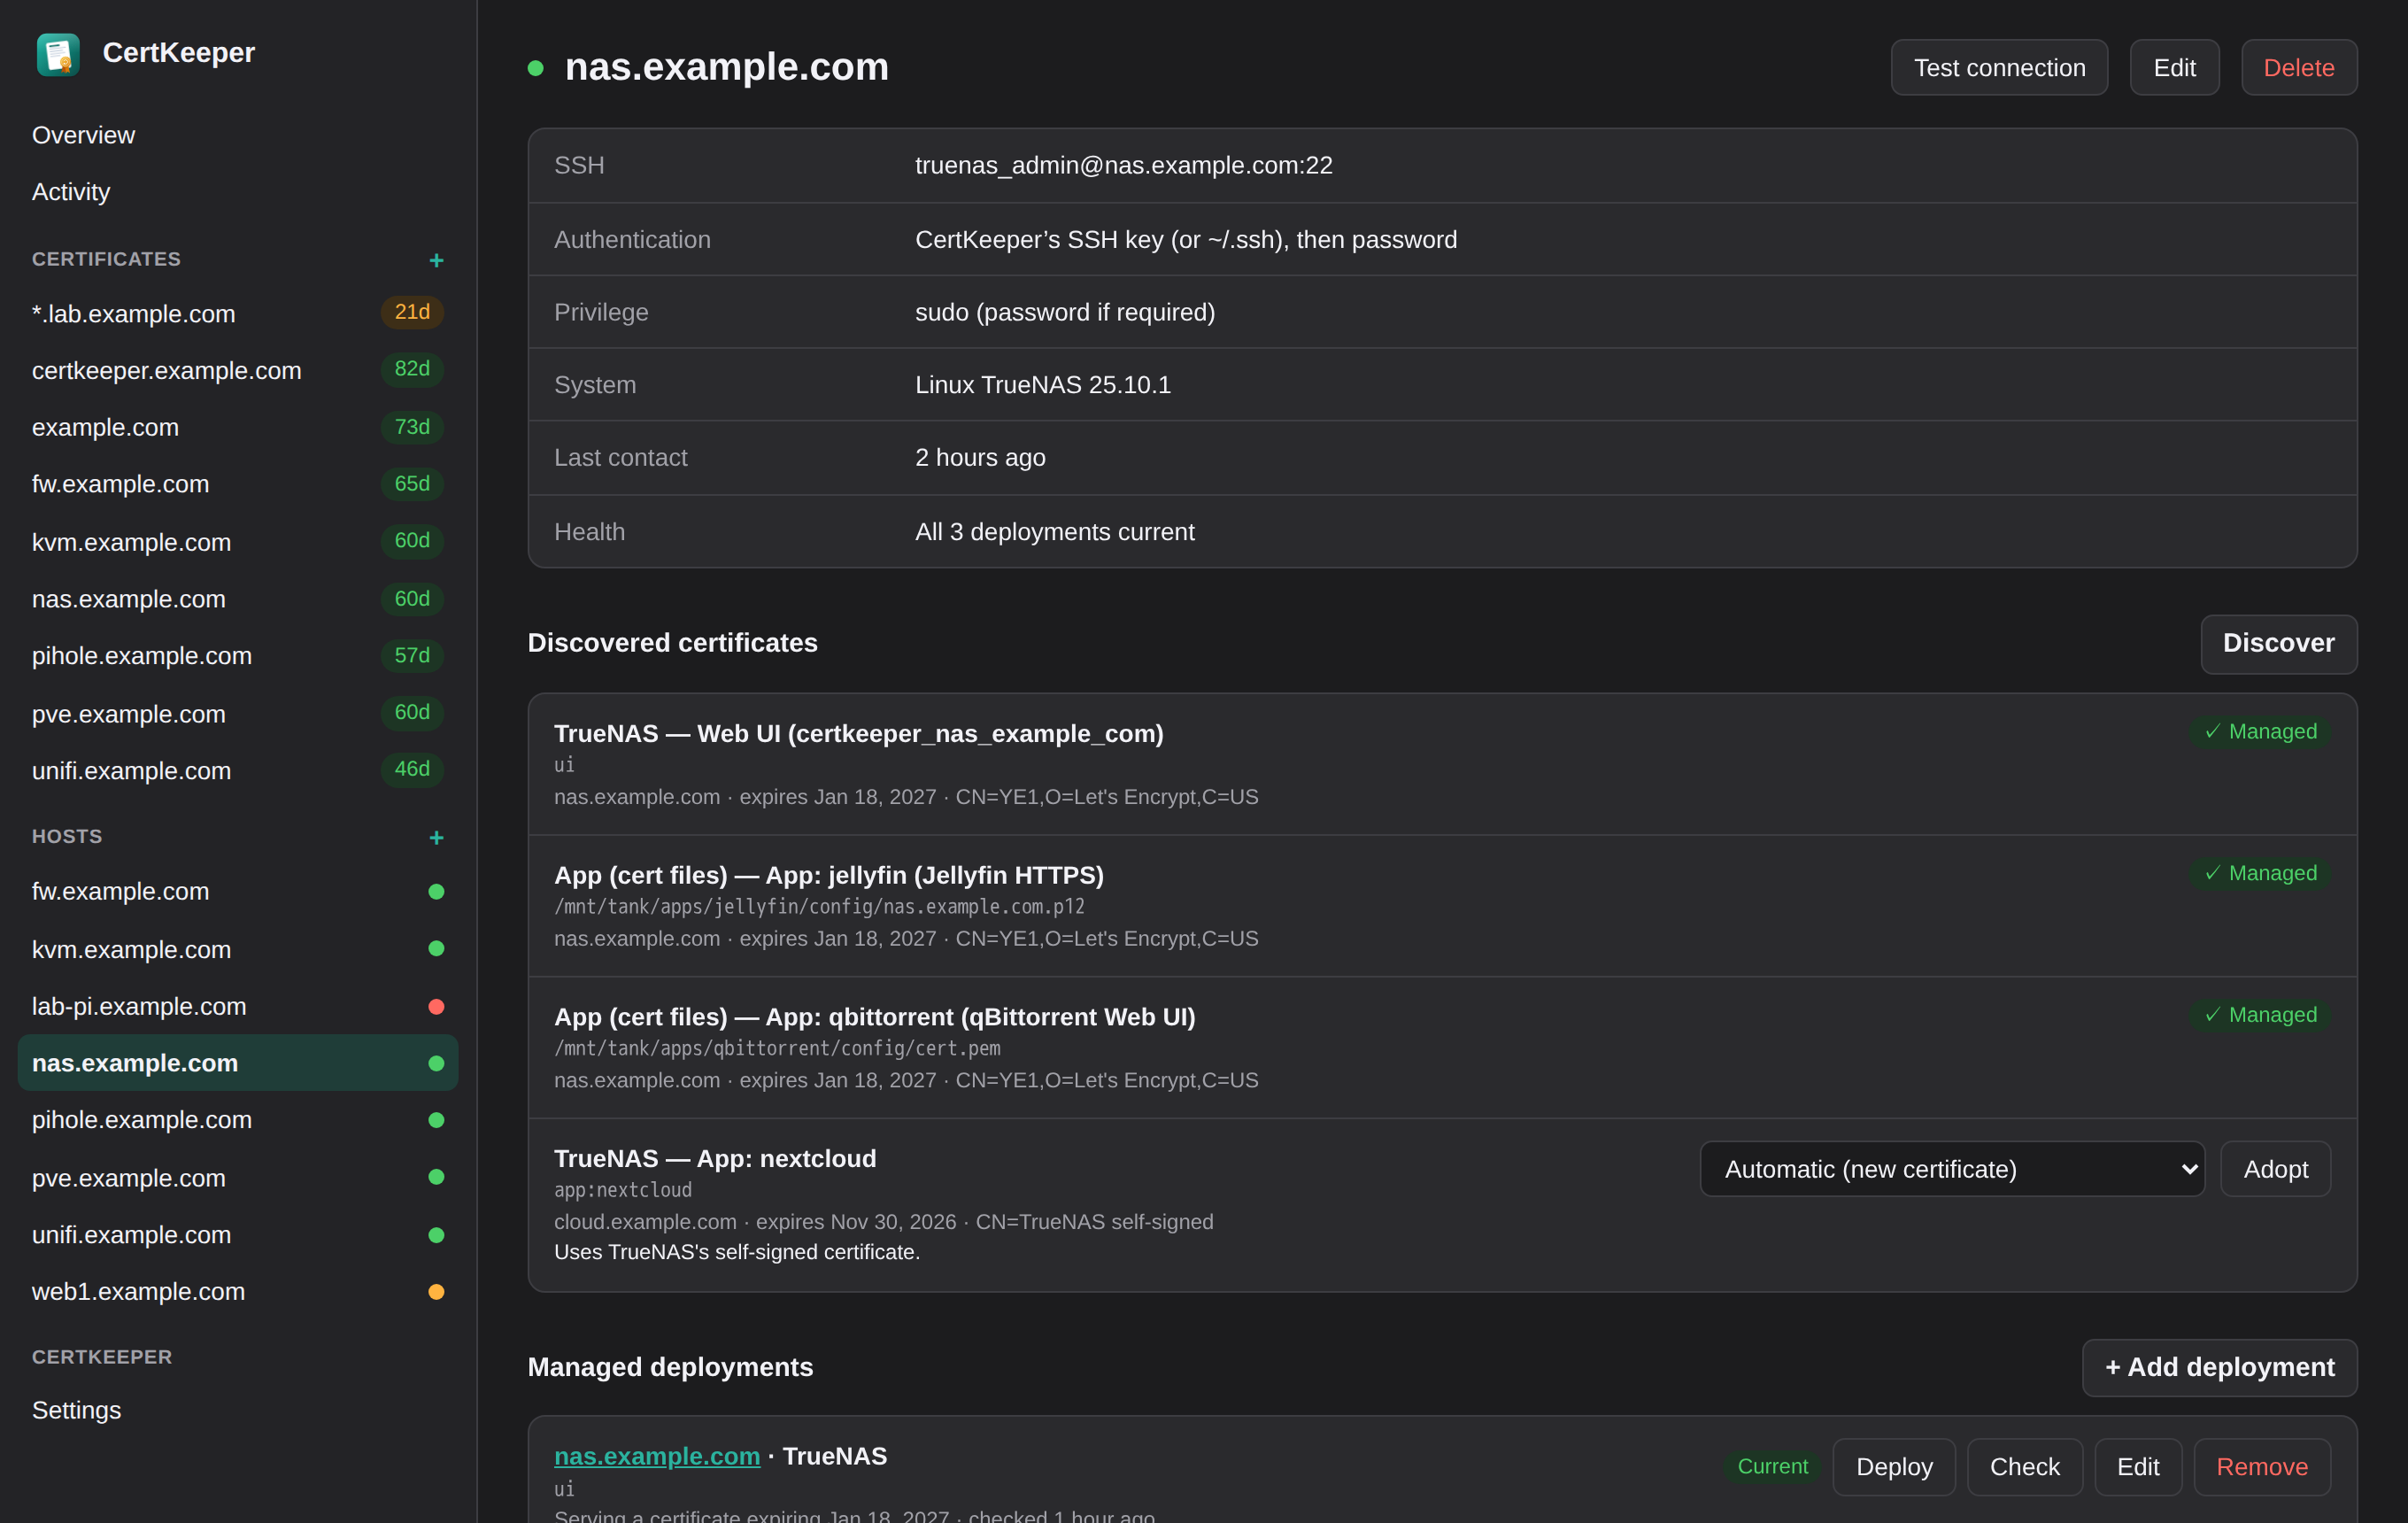 CertKeeper
Overview
Activity
CERTIFICATES +
*.lab.example.com 21d
certkeeper.example.com 82d
example.com 73d
fw.example.com 65d
kvm.example.com 60d
nas.example.com 60d
pihole.example.com 57d
pve.example.com 60d
unifi.example.com 46d
HOSTS +
fw.example.com
kvm.example.com
lab-pi.example.com
nas.example.com
pihole.example.com
pve.example.com
unifi.example.com
web1.example.com
CERTKEEPER
Settings
nas.example.com
Test connection Edit Delete
SSH truenas_admin@nas.example.com:22
Authentication CertKeeper’s SSH key (or ~/.ssh), then password
Privilege sudo (password if required)
System Linux TrueNAS 25.10.1
Last contact 2 hours ago
Health All 3 deployments current
Discovered certificates Discover
TrueNAS — Web UI (certkeeper_nas_example_com) ✓ Managed
ui
nas.example.com · expires Jan 18, 2027 · CN=YE1,O=Let's Encrypt,C=US
App (cert files) — App: jellyfin (Jellyfin HTTPS) ✓ Managed
/mnt/tank/apps/jellyfin/config/nas.example.com.p12
nas.example.com · expires Jan 18, 2027 · CN=YE1,O=Let's Encrypt,C=US
App (cert files) — App: qbittorrent (qBittorrent Web UI) ✓ Managed
/mnt/tank/apps/qbittorrent/config/cert.pem
nas.example.com · expires Jan 18, 2027 · CN=YE1,O=Let's Encrypt,C=US
TrueNAS — App: nextcloud Automatic (new certificate) Adopt
app:nextcloud
cloud.example.com · expires Nov 30, 2026 · CN=TrueNAS self-signed
Uses TrueNAS's self-signed certificate.
Managed deployments + Add deployment
nas.example.com · TrueNAS Current Deploy Check Edit Remove
ui
Serving a certificate expiring Jan 18, 2027 · checked 1 hour ago